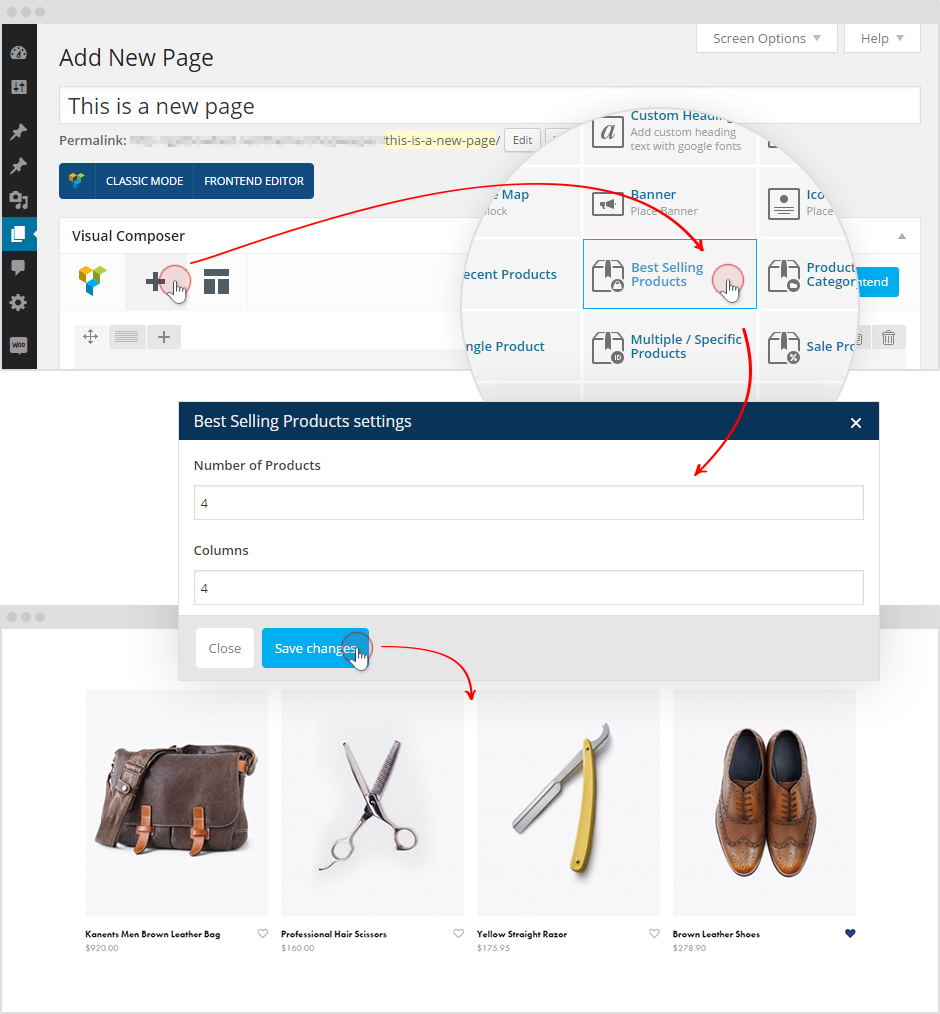 Screen Options
Help
Add New Page
This is a new page
Permalink:
/this-is-a-new-page/
Edit
CLASSIC MODE
FRONTEND EDITOR
Visual Composer
Custom Heading
Add custom heading
text with google fonts
e Map
lock
Banner
Place Banner
Ico
Place
ecent Products
Best Selling
Products
Product
Categor
ntend
ngle Product
Multiple / Specific
Products
Sale Pro
ID
%
WOO
Best Selling Products settings
Number of Products
4
Columns
4
Close
Save changes
Kanents Men Brown Leather Bag
$920.00
Professional Hair Scissors
$160.00
Yellow Straight Razor
$175.95
Brown Leather Shoes
$278.90